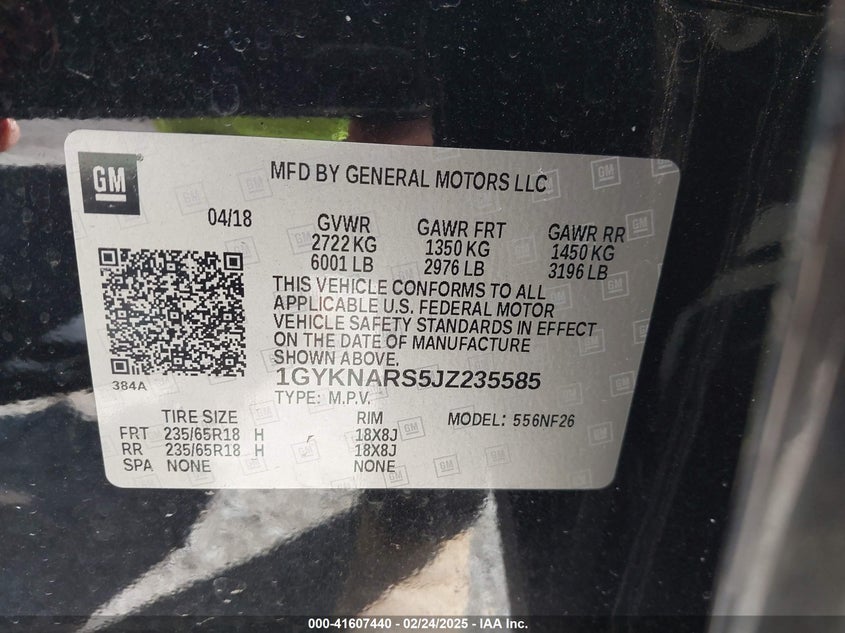 GM
MFD BY GENERAL MOTORS LLC
04/18
GVWR GAWR FRT GAWR RR
2722 KG 1350 KG 1450 KG
6001 LB 2976 LB 3196 LB
THIS VEHICLE CONFORMS TO ALL
APPLICABLE U.S. FEDERAL MOTOR
VEHICLE SAFETY STANDARDS IN EFFECT
ON THE DATE OF MANUFACTURE
SHOWN ABOVE.
384A
1GYKNARS5JZ235585
TYPE: M.P.V.
TIRE SIZE RIM MODEL: 556NF26
FRT 235/65R18 H 18X8J
RR 235/65R18 H 18X8J
SPA NONE NONE
000-41607440 - 02/24/2025 - IAA Inc.